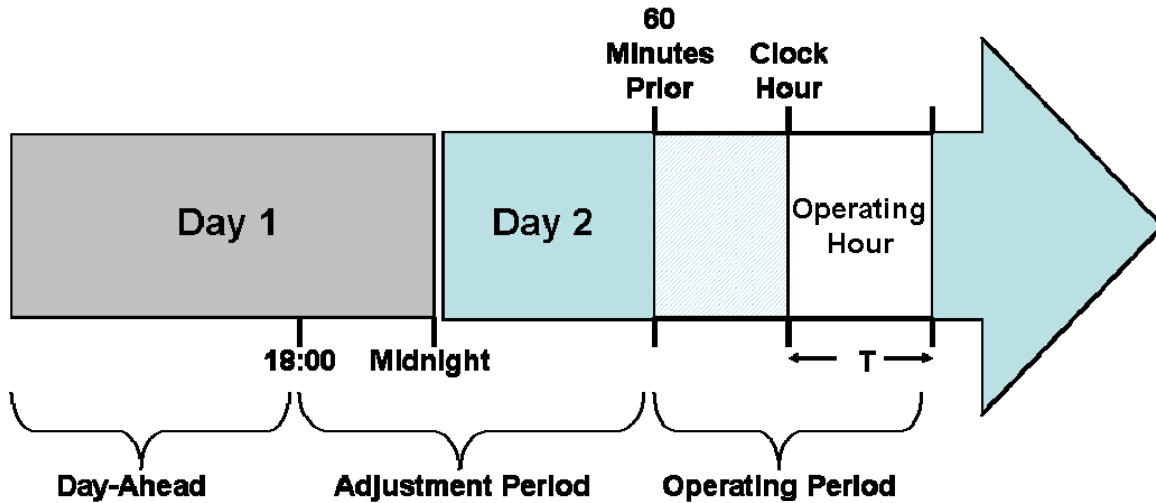 60
Minutes
Prior
Clock
Hour
Day 1
Day 2
Operating
Hour
18:00
Midnight
T
Day-Ahead
Adjustment Period
Operating Period